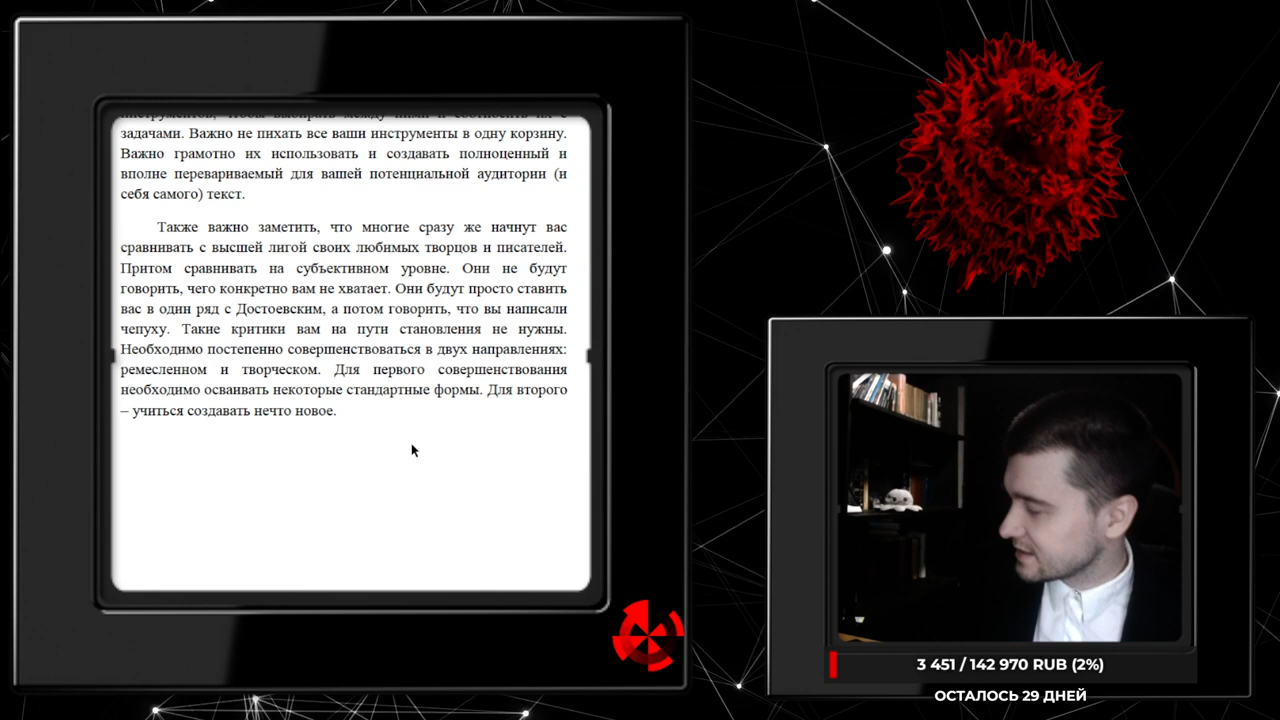 задачами. Важно не пихать все ваши инструменты в одну корзину.
Важно грамотно их использовать и создавать полноценный и
вполне перевариваемый для вашей потенциальной аудитории (и
себя самого) текст.
Также важно заметить, что многие сразу же начнут вас
сравнивать с высшей лигой своих любимых творцов и писателей.
Притом сравнивать на субъективном уровне. Они не будут
говорить, чего конкретно вам не хватает. Они будут просто ставить
вас в один ряд с Достоевским, а потом говорить, что вы написали
чепуху. Такие критики вам на пути становления не нужны.
Необходимо постепенно совершенствоваться в двух направлениях:
ремесленном и творческом. Для первого совершенствования
необходимо осваивать некоторые стандартные формы. Для второго
– учиться создавать нечто новое.
3 451 / 142 970 RUB (2%)
ОСТАЛОСЬ 29 ДНЕЙ